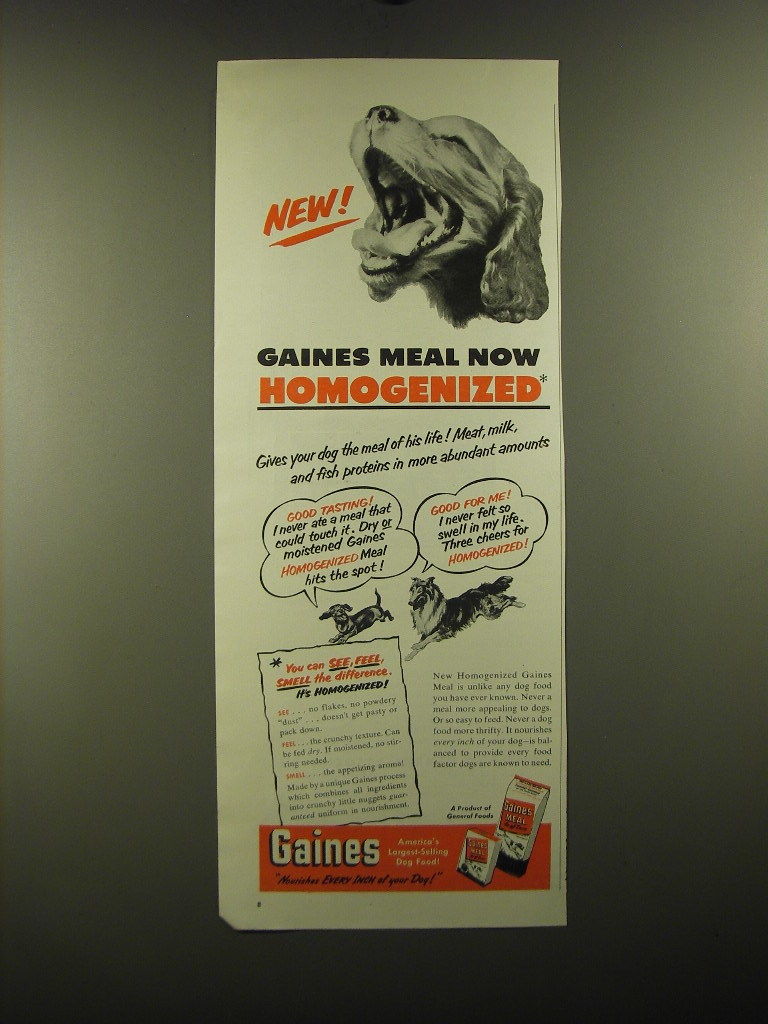 NEW!
GAINES MEAL NOW
HOMOGENIZED*
Gives your dog the meal of his life! Meat, milk,
and fish proteins in more abundant amounts
GOOD TASTING!
I never ate a meal that
could touch it. Dry or
moistened Gaines
HOMOGENIZED Meal
hits the spot!
GOOD FOR ME!
I never felt so
swell in my life.
Three cheers for
HOMOGENIZED!
* You can SEE, FEEL,
SMELL the difference.
It's HOMOGENIZED!
SEE . . . no flakes, no powdery
"dust" . . . doesn't get pasty or
pack down.
FEEL . . . the crunchy texture. Can
be fed dry. If moistened, no stir-
ring needed.
SMELL . . . the appetizing aroma!
Made by a unique Gaines process
which combines all ingredients
into crunchy little nuggets guar-
anteed uniform in nourishment.
New Homogenized Gaines
Meal is unlike any dog food
you have ever known. Never a
meal more appealing to dogs.
Or so easy to feed. Never a dog
food more thrifty. It nourishes
every inch of your dog—is bal-
anced to provide every food
factor dogs are known to need.
A Product of
General Foods
Gaines
MEAL
Gaines
MEAL
Gaines
America's
Largest-Selling
Dog Food!
"Nourishes EVERY INCH of your Dog!"
8